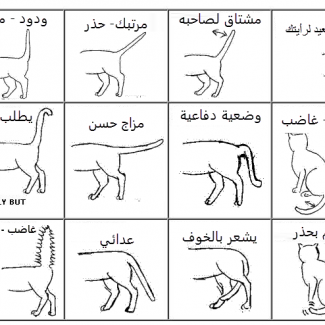 عيد لرايتك
مشتاق لصاحبه
مرتبك- حذر
ودود - م
- غاضب
وضعية دفاعية
مزاج حسن
يطلب
LY BUT
م بحذر
يشعر بالخوف
عدائي
غاضب -